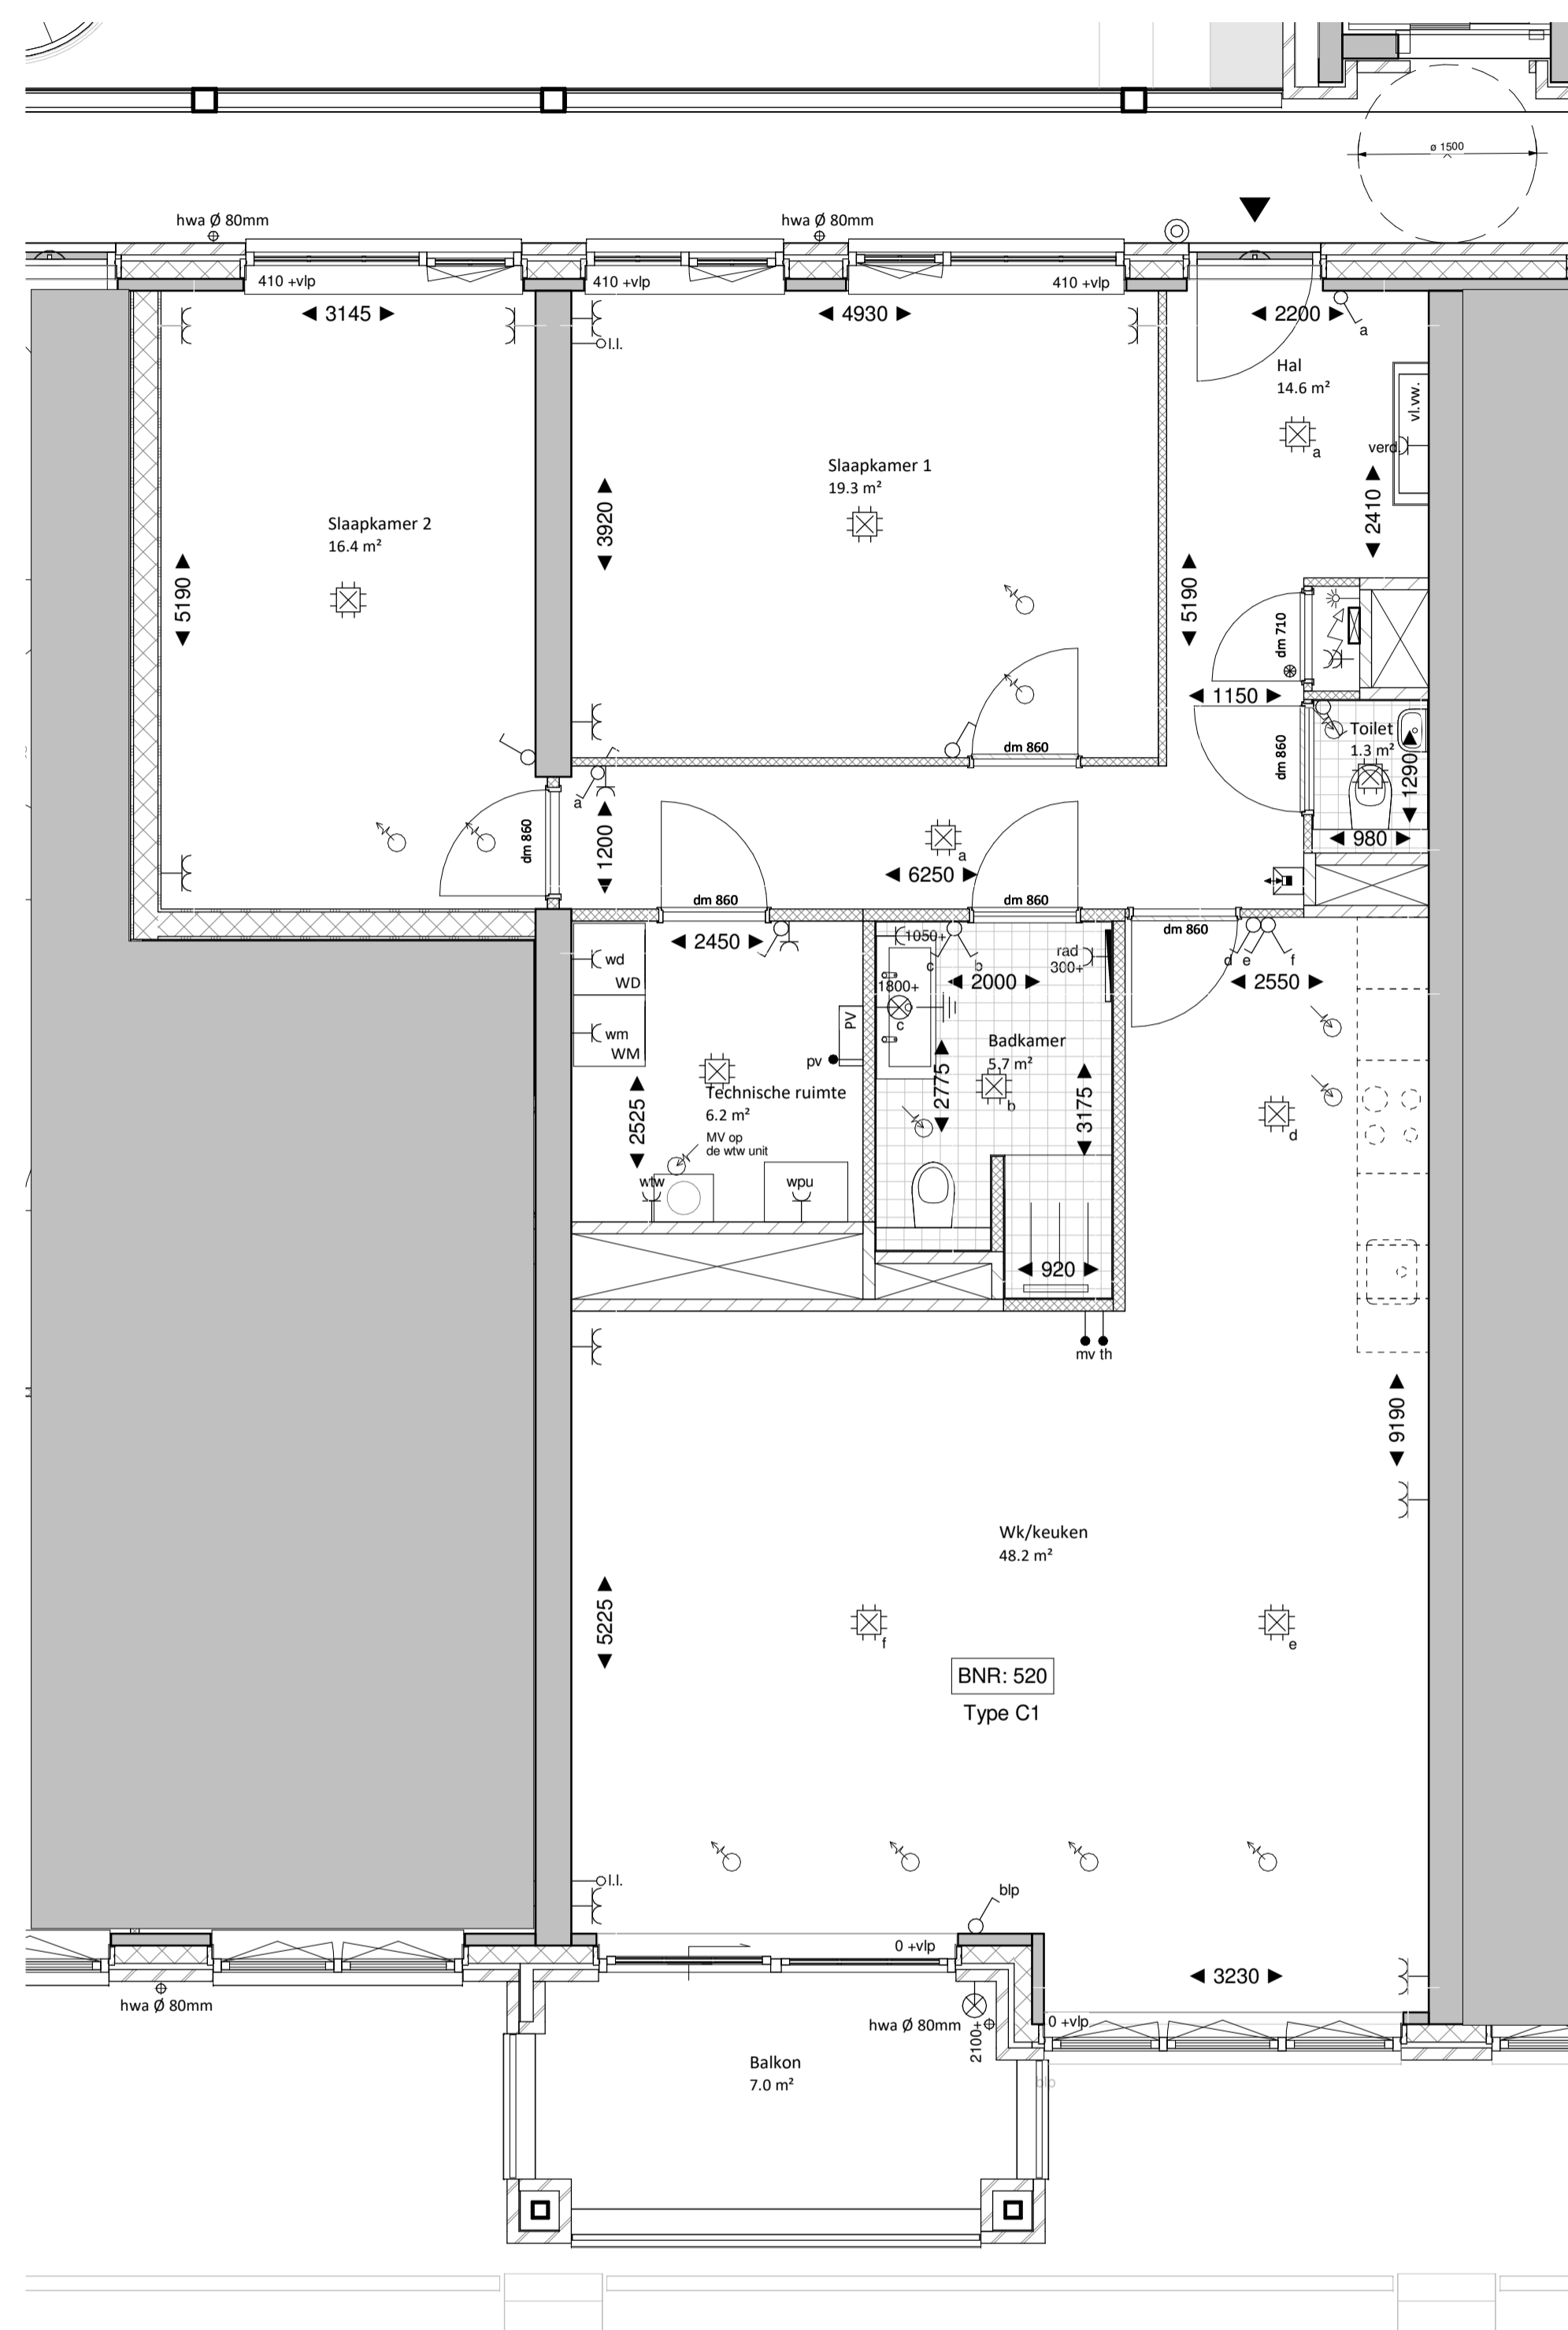 ø 1500
hwa Ø 80mm
hwa Ø 80mm
410 +vlp
410 +vlp
410 +vlp
3145
4930
2200
l.l.
a
Hal
14.6 m²
vl.vw.
verd.
a
Slaapkamer 1
19.3 m²
3920
2410
Slaapkamer 2
16.4 m²
5190
5190
dm 710
1150
Toilet
1.3 m²
dm 860
dm 860
1290
a
1200
dm 860
a
6250
980
dm 860
dm 860
dm 860
2450
1050+
c
b
rad
300+
d
e
f
wd
WD
1800+
2000
2550
wm
WM
PV
c
Badkamer
5.7 m²
pv
2775
b
Technische ruimte
6.2 m²
2525
3175
d
MV op
de wtw unit
wtw
wpu
920
mv th
9190
Wk/keuken
48.2 m²
5225
f
e
BNR: 520
Type C1
l.l.
blp
0 +vlp
3230
hwa Ø 80mm
hwa Ø 80mm
2100+
0 +vlp
Balkon
7.0 m²
blp